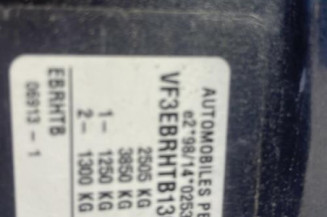 AUTOMOBILES PE
e2*98/14*0253
VF3EBRHTB13
2505 KG
3850 KG
1- 1250 KG
2- 1300 KG
EBRHTB
06913-1